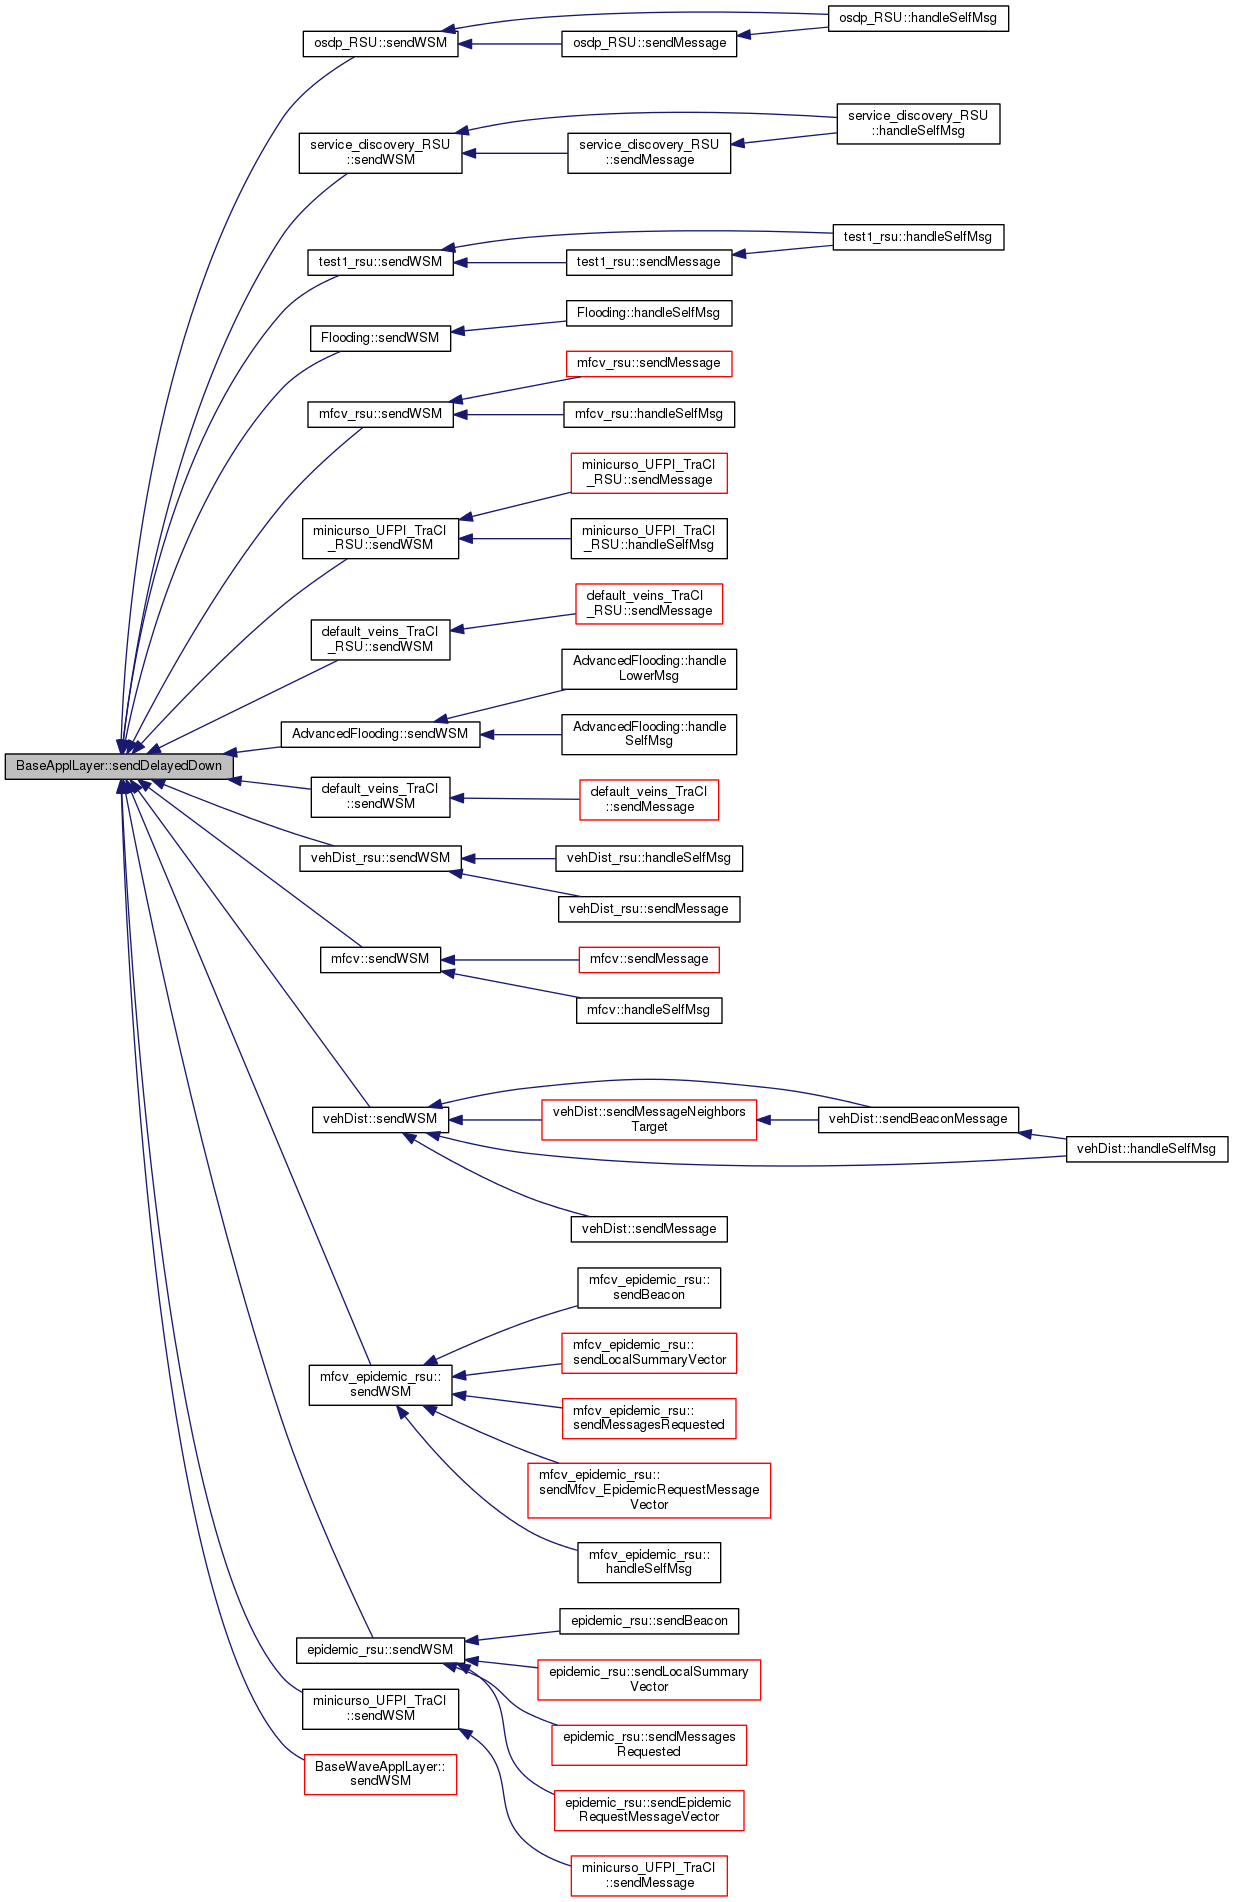 osdp_RSU::handleSelfMsg
osdp_RSU::sendWSM
osdp_RSU::sendMessage
service_discovery_RSU
::handleSelfMsg
service_discovery_RSU
::sendWSM
service_discovery_RSU
::sendMessage
test1_rsu::handleSelfMsg
test1_rsu::sendWSM
test1_rsu::sendMessage
Flooding::handleSelfMsg
Flooding::sendWSM
mfcv_rsu::sendMessage
mfcv_rsu::sendWSM
mfcv_rsu::handleSelfMsg
minicurso_UFPI_TraCI
_RSU::sendMessage
minicurso_UFPI_TraCI
_RSU::sendWSM
minicurso_UFPI_TraCI
_RSU::handleSelfMsg
default_veins_TraCI
_RSU::sendMessage
default_veins_TraCI
_RSU::sendWSM
AdvancedFlooding::handle
LowerMsg
AdvancedFlooding::sendWSM
AdvancedFlooding::handle
SelfMsg
BaseApplLayer::sendDelayedDown
default_veins_TraCI
::sendWSM
default_veins_TraCI
::sendMessage
vehDist_rsu::sendWSM
vehDist_rsu::handleSelfMsg
vehDist_rsu::sendMessage
mfcv::sendWSM
mfcv::sendMessage
mfcv::handleSelfMsg
vehDist::sendWSM
vehDist::sendMessageNeighbors
Target
vehDist::sendBeaconMessage
vehDist::handleSelfMsg
vehDist::sendMessage
mfcv_epidemic_rsu::
sendBeacon
mfcv_epidemic_rsu::
sendLocalSummaryVector
mfcv_epidemic_rsu::
sendWSM
mfcv_epidemic_rsu::
sendMessagesRequested
mfcv_epidemic_rsu::
sendMfcv_EpidemicRequestMessage
Vector
mfcv_epidemic_rsu::
handleSelfMsg
epidemic_rsu::sendBeacon
epidemic_rsu::sendWSM
epidemic_rsu::sendLocalSummary
Vector
minicurso_UFPI_TraCI
::sendWSM
epidemic_rsu::sendMessages
Requested
BaseWaveApplLayer::
sendWSM
epidemic_rsu::sendEpidemic
RequestMessageVector
minicurso_UFPI_TraCI
::sendMessage